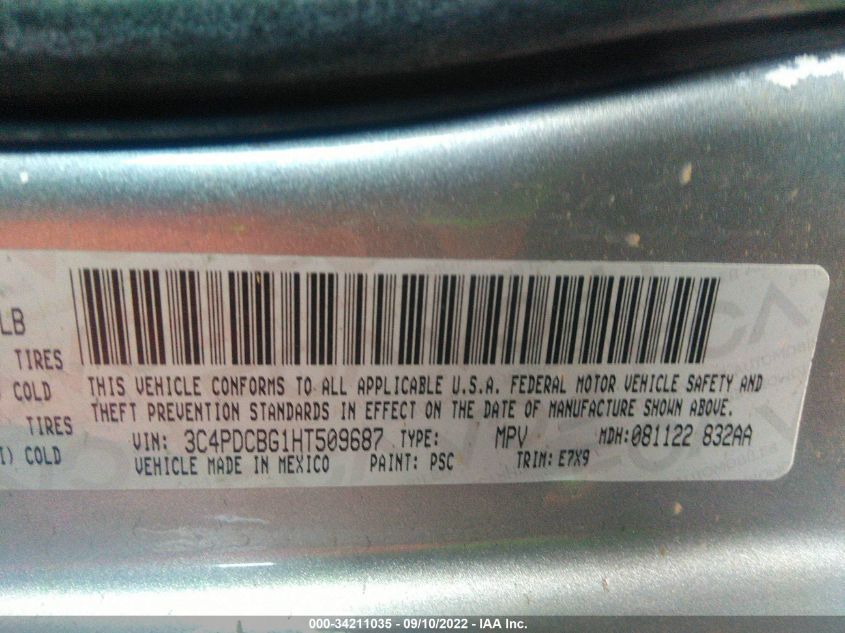 LB
TIRES
COLD
THIS VEHICLE CONFORMS TO ALL APPLICABLE U.S.A. FEDERAL MOTOR VEHICLE SAFETY AND
THEFT PREVENTION STANDARDS IN EFFECT ON THE DATE OF MANUFACTURE SHOWN ABOVE.
TIRES
VIN: 3C4PDCBG1HT509687 TYPE: MPV MDH:081122 832AA
I) COLD
VEHICLE MADE IN MEXICO PAINT: PSC TRIM: E7X9
000-34211035 - 09/10/2022 - IAA Inc.